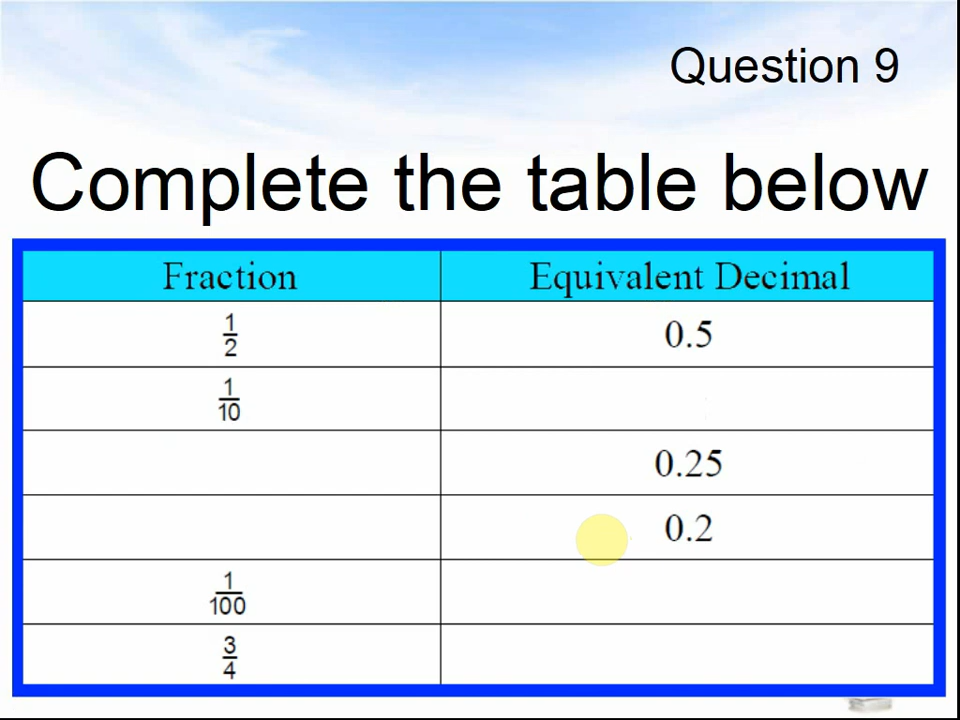 Question 9
Complete the table below
Fraction Equivalent Decimal
1/2 0.5
1/10
0.25
0.2
1/100
3/4